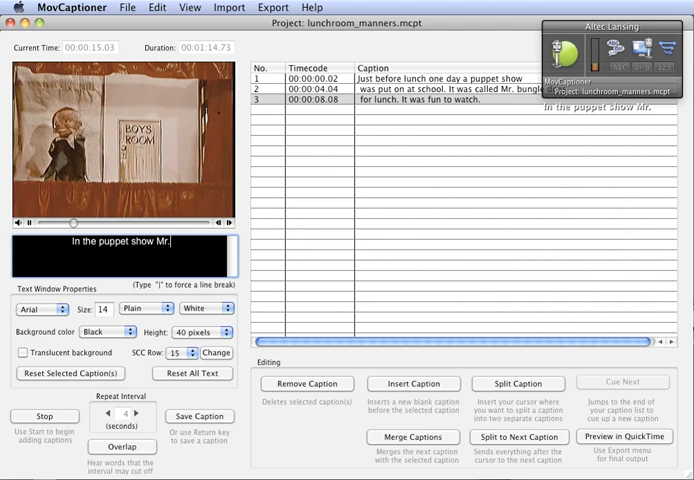 MovCaptioner File Edit View Import Export Help
Project: lunchroom_manners.mcpt
Altec Lansing
Current Time: 00:00:15.03 Duration: 00:01:14.73
ABC a⇔b 123
MovCaptioner
Project: lunchroom_manners.mcpt
In the puppet show Mr.
No. Timecode Caption
1 00:00:00.02 Just before lunch one day a puppet show
2 00:00:04.04 was put on at school. It was called Mr. bungle
3 00:00:08.08 for lunch. It was fun to watch.
BOYS
ROOM
In the puppet show Mr.
(Type "|" to force a line break)
Text Window Properties
Arial Size: 14 Plain White
Background color Black Height: 40 pixels
Translucent background SCC Row: 15 Change
Reset Selected Caption(s) Reset All Text
Repeat Interval
Stop 4 Save Caption
(seconds)
Use Start to begin
adding captions
Or use Return key
to save a caption
Overlap
Hear words that the
interval may cut off
Editing
Remove Caption Insert Caption Split Caption Cue Next
Deletes selected caption(s)
Inserts a new blank caption
before the selected caption
Insert your cursor where
you want to split a caption
into two separate captions
Jumps to the end of
your caption list to
cue up a new caption
Merge Captions Split to Next Caption Preview in QuickTime
Merges the next caption
with the selected caption
Sends everything after the
cursor to the next caption
Use Export menu
for final output